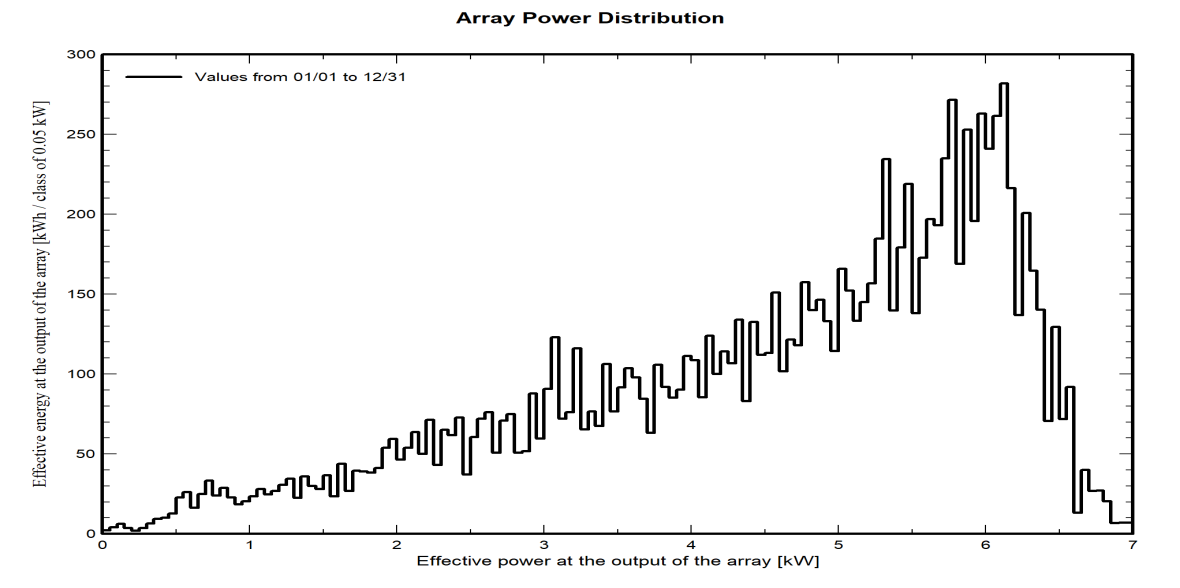 Array Power Distribution
300
Values from 01/01 to 12/31
250
200
150
100
50
0
Effective energy at the output of the array [kWh / class of 0.05 kW]
0 1 2 3 4 5 6 7
Effective power at the output of the array [kW]